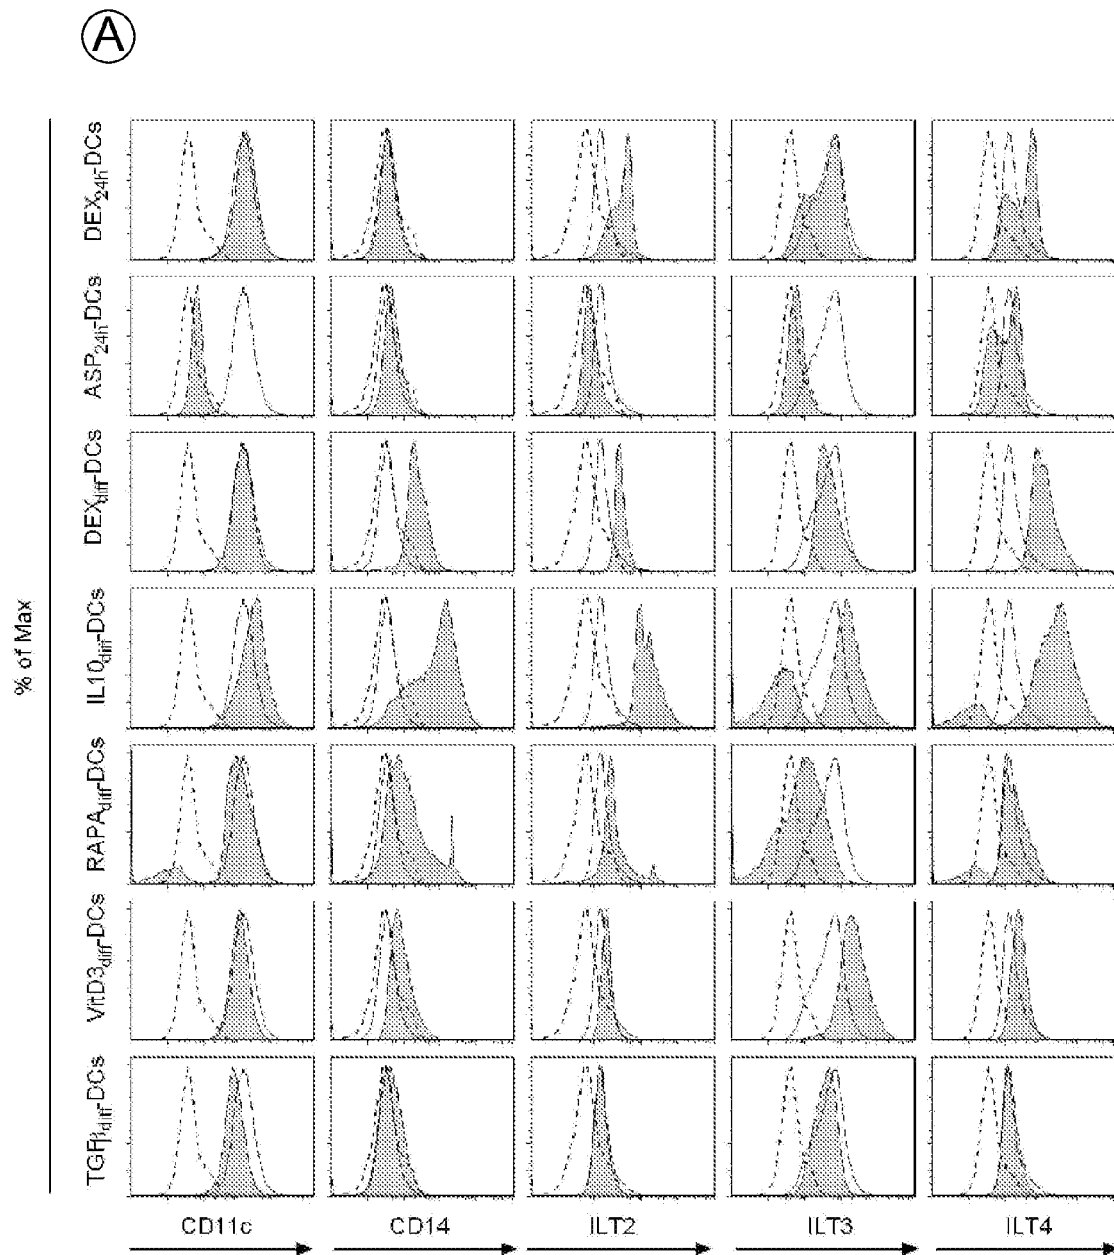 A
% of Max
DEX24h-DCs
ASP24h-DCs
DEXdiff-DCs
IL10diff-DCs
RAPAdiff-DCs
VitD3diff-DCs
TGFβdiff-DCs
CD11c CD14 ILT2 ILT3 ILT4